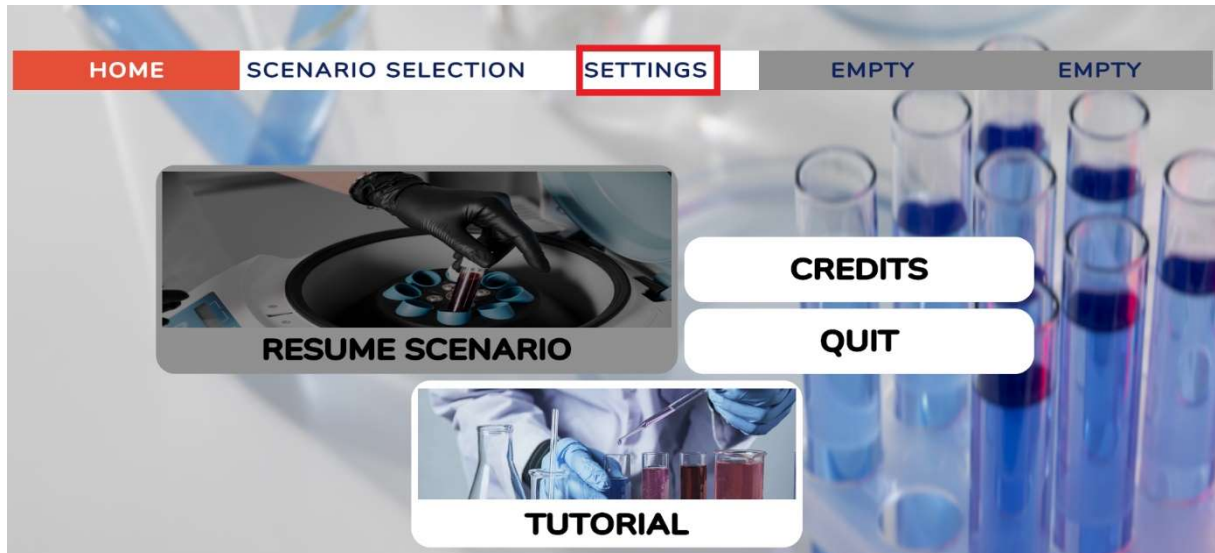 HOME SCENARIO SELECTION SETTINGS EMPTY EMPTY
RESUME SCENARIO
CREDITS
QUIT
TUTORIAL